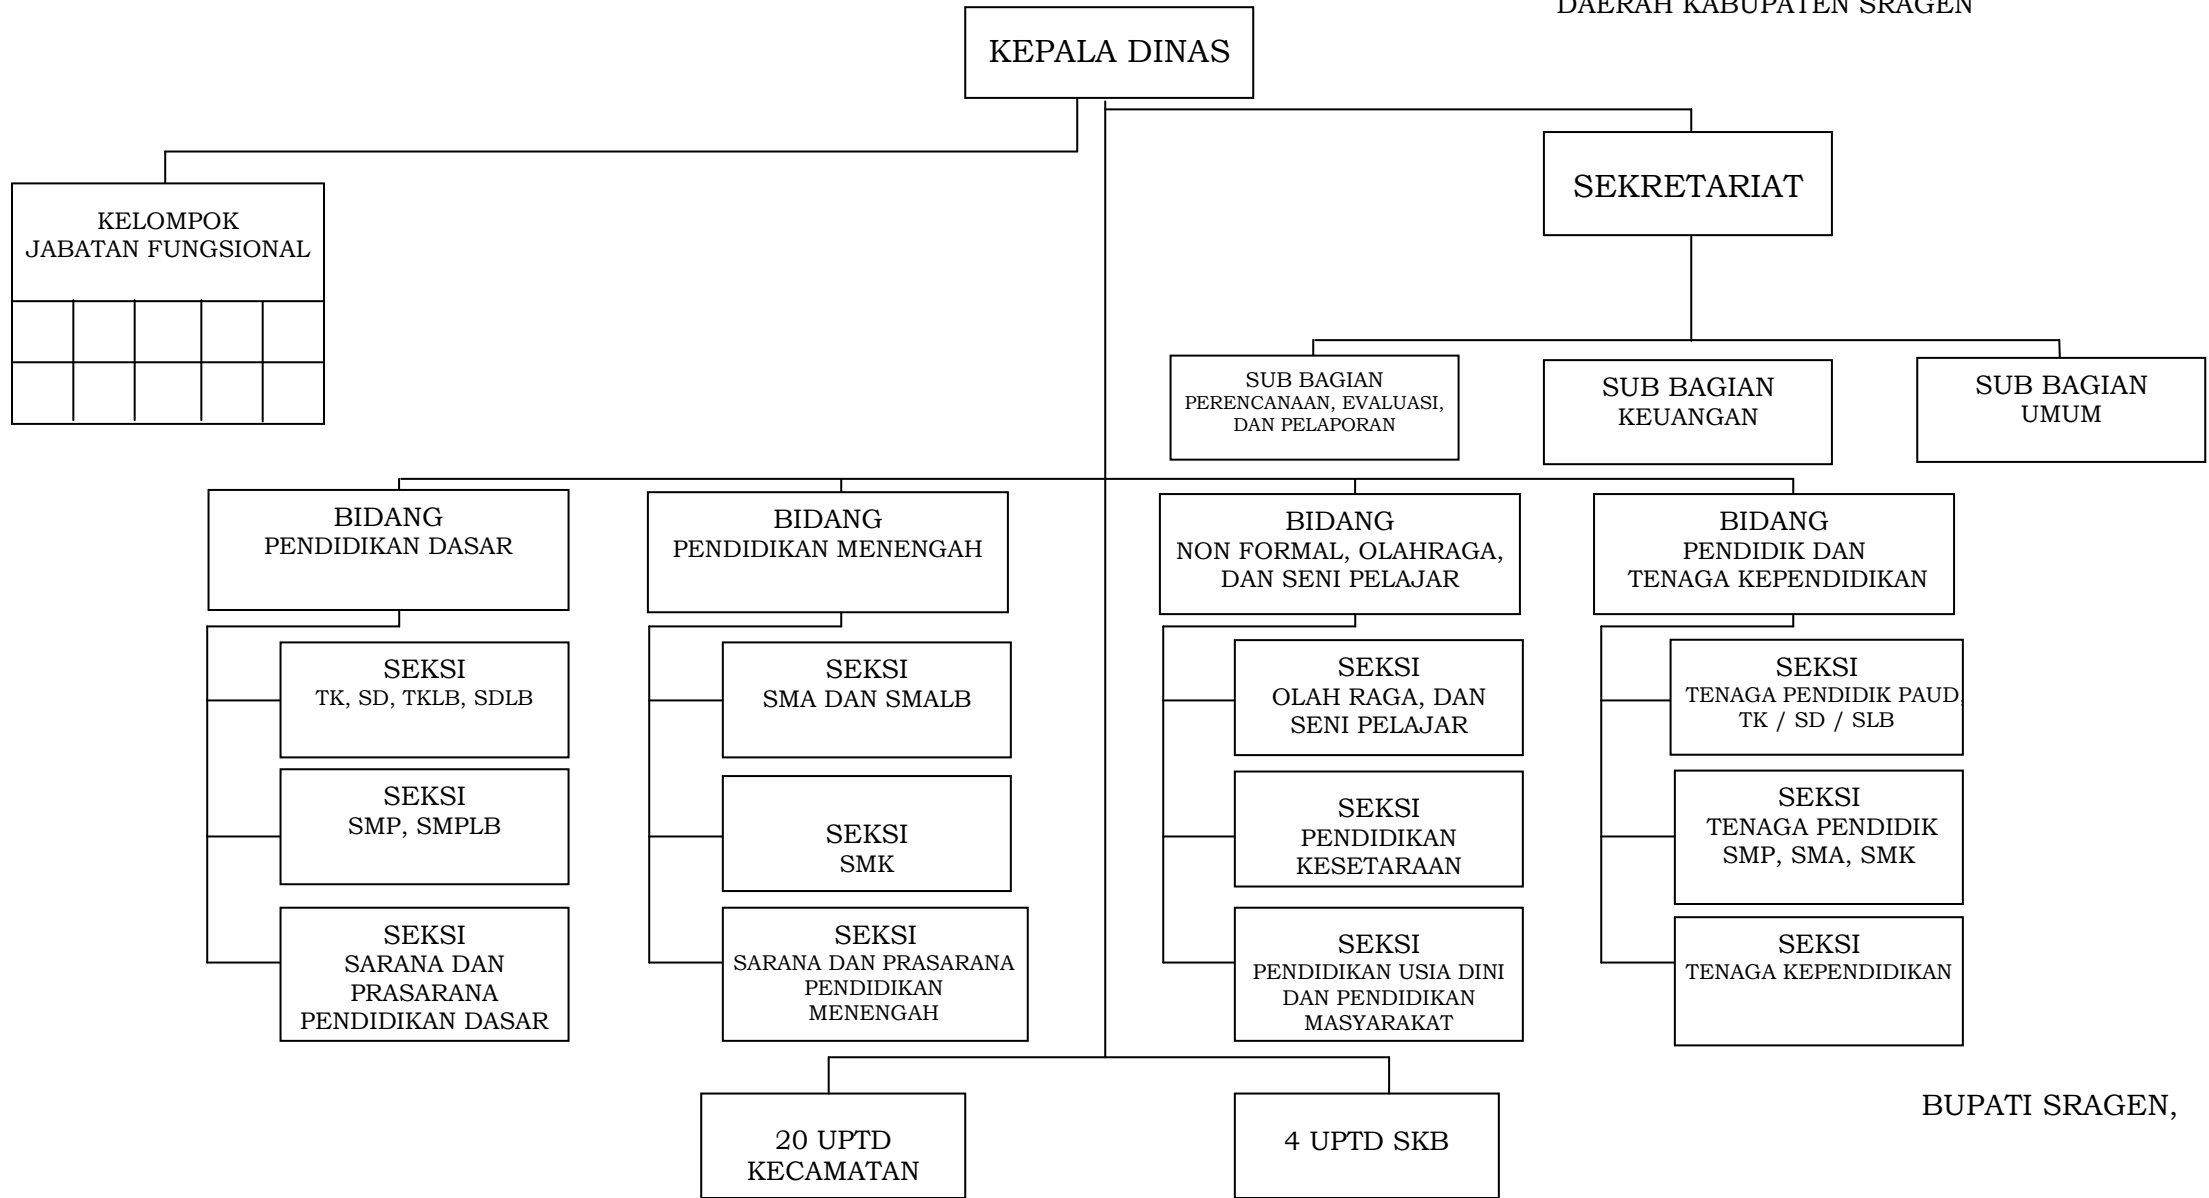 DAERAH KABUPATEN SRAGEN
KEPALA DINAS
SEKRETARIAT
KELOMPOK
JABATAN FUNGSIONAL
SUB BAGIAN
PERENCANAAN, EVALUASI,
DAN PELAPORAN
SUB BAGIAN
KEUANGAN
SUB BAGIAN
UMUM
BIDANG
PENDIDIKAN DASAR
BIDANG
PENDIDIKAN MENENGAH
BIDANG
NON FORMAL, OLAHRAGA,
DAN SENI PELAJAR
BIDANG
PENDIDIK DAN
TENAGA KEPENDIDIKAN
SEKSI
TK, SD, TKLB, SDLB
SEKSI
SMA DAN SMALB
SEKSI
OLAH RAGA, DAN
SENI PELAJAR
SEKSI
TENAGA PENDIDIK PAUD,
TK / SD / SLB
SEKSI
SMP, SMPLB
SEKSI
SMK
SEKSI
PENDIDIKAN
KESETARAAN
SEKSI
TENAGA PENDIDIK
SMP, SMA, SMK
SEKSI
SARANA DAN
PRASARANA
PENDIDIKAN DASAR
SEKSI
SARANA DAN PRASARANA
PENDIDIKAN
MENENGAH
SEKSI
PENDIDIKAN USIA DINI
DAN PENDIDIKAN
MASYARAKAT
SEKSI
TENAGA KEPENDIDIKAN
20 UPTD
KECAMATAN
4 UPTD SKB
BUPATI SRAGEN,